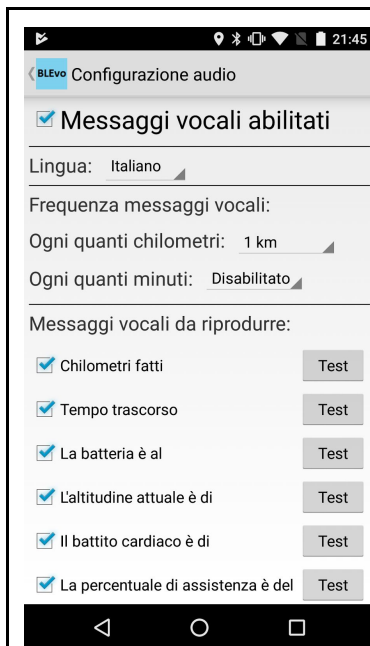 21:45
BLEvo Configurazione audio
Messaggi vocali abilitati
Lingua: Italiano
Frequenza messaggi vocali:
Ogni quanti chilometri: 1 km
Ogni quanti minuti: Disabilitato
Messaggi vocali da riprodurre:
Chilometri fatti Test
Tempo trascorso Test
La batteria è al Test
L'altitudine attuale è di Test
Il battito cardiaco è di Test
La percentuale di assistenza è del Test